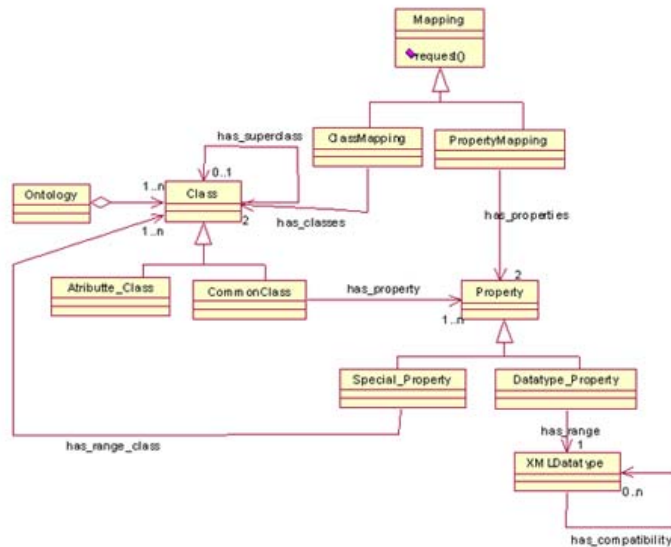 Mapping
request()
has_superclass
ClassMapping
PropertyMapping
0..1
1..n
Ontology
Class
2
1..n
has_classes
has_properties
2
Atributte_Class
CommonClass
has_property
Property
1..n
Special_Property
Datatype_Property
has_range_class
has_range
1
XMLDatatype
0..n
has_compatibility